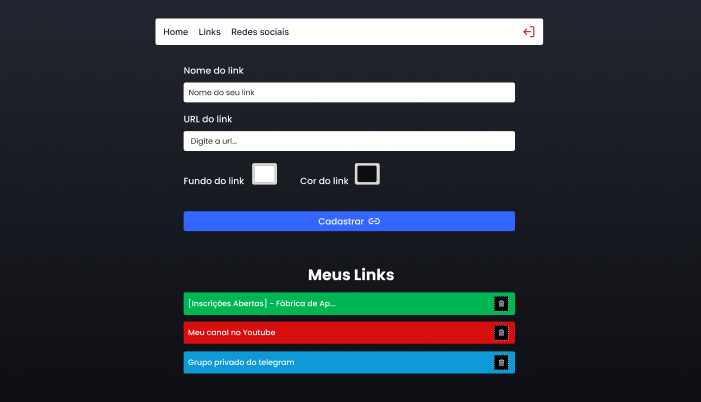 Home Links Redes sociais
Nome do link
Nome do seu link
URL do link
Digite a url...
Fundo do link Cor do link
Cadastrar
Meus Links
[Inscrições Abertas] - Fábrica de Ap...
Meu canal no Youtube
Grupo privado do telegram